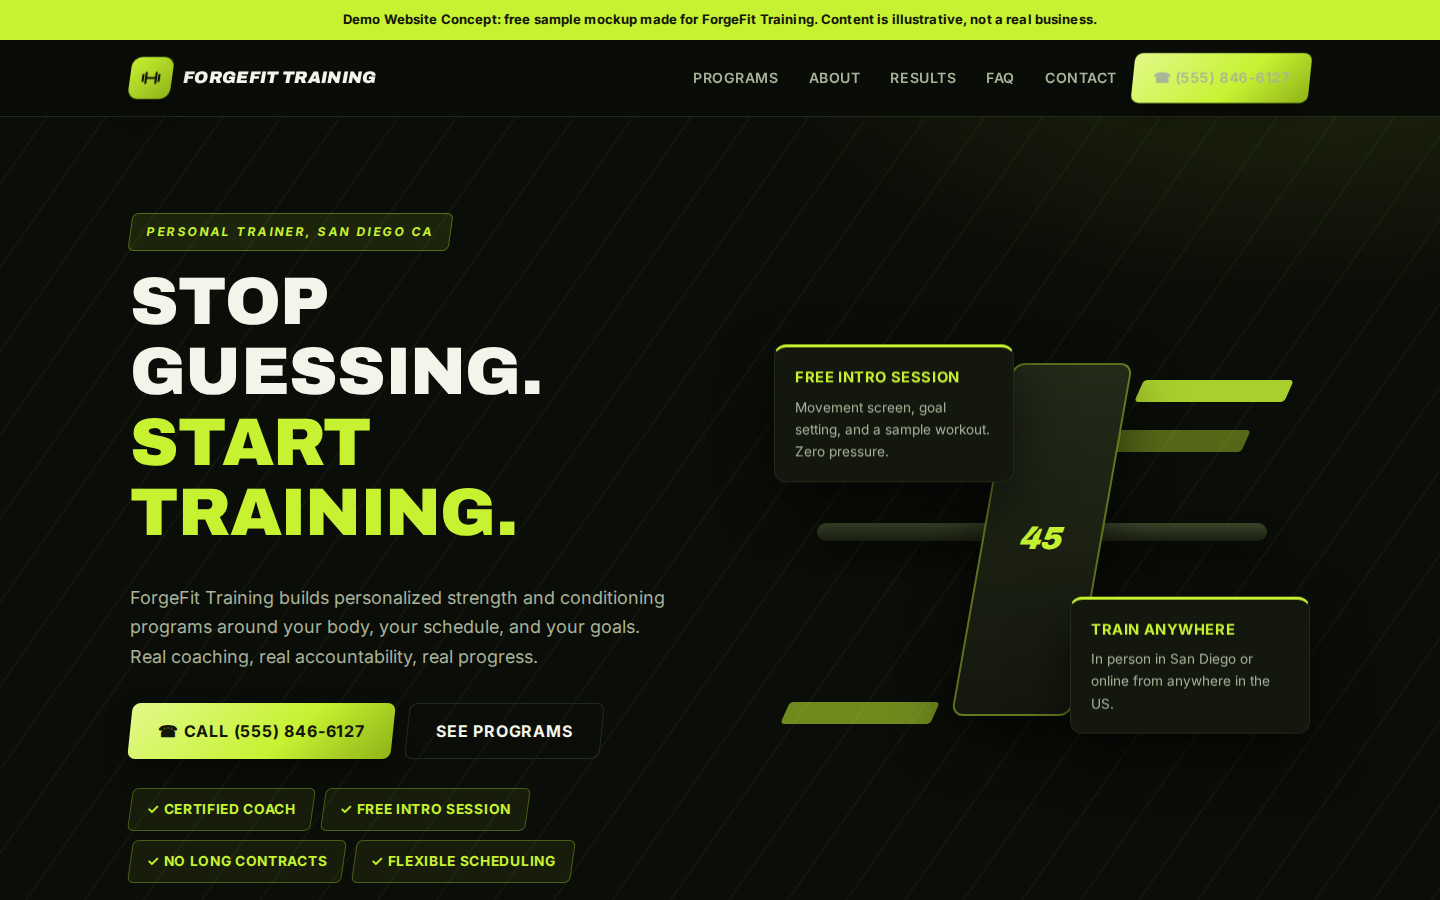 Demo Website Concept: free sample mockup made for ForgeFit Training. Content is illustrative, not a real business.
FORGEFIT TRAINING
PROGRAMS
ABOUT
RESULTS
FAQ
CONTACT
☎ (555) 846-6127
PERSONAL TRAINER, SAN DIEGO CA
STOP
GUESSING.
START
TRAINING.
ForgeFit Training builds personalized strength and conditioning
programs around your body, your schedule, and your goals.
Real coaching, real accountability, real progress.
☎ CALL (555) 846-6127
SEE PROGRAMS
✓ CERTIFIED COACH
✓ FREE INTRO SESSION
✓ NO LONG CONTRACTS
✓ FLEXIBLE SCHEDULING
FREE INTRO SESSION
Movement screen, goal
setting, and a sample workout.
Zero pressure.
45
TRAIN ANYWHERE
In person in San Diego or
online from anywhere in the
US.